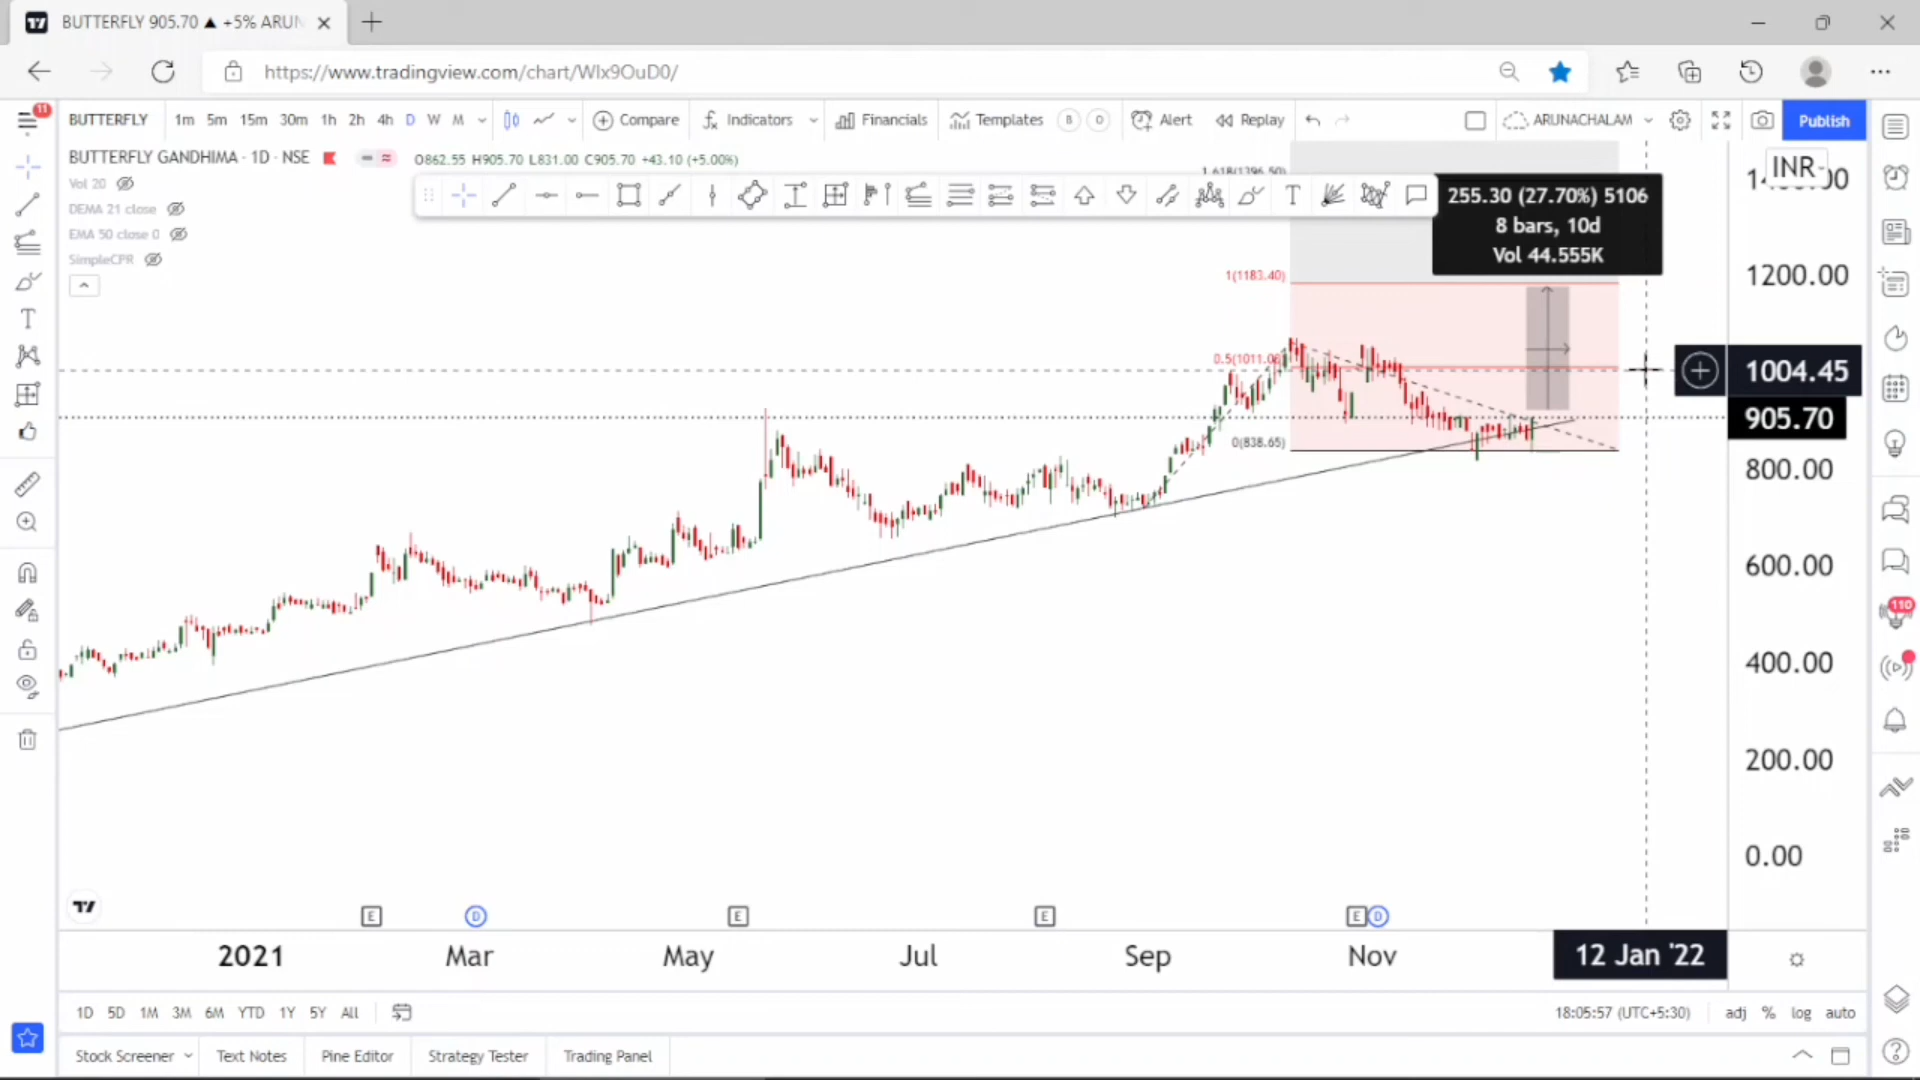 BUTTERFLY 905.70 ▲ +5% ARUN
https://www.tradingview.com/chart/WIx9OuD0/
11
BUTTERFLY 1m 5m 15m 30m 1h 2h 4h D W M Compare Indicators Financials Templates B O Alert Replay ARUNACHALAM Publish
BUTTERFLY GANDHIMA · 1D · NSE O862.55 H905.70 L831.00 C905.70 +43.10 (+5.00%)
INR
Vol 20
DEMA 21 close
EMA 50 close 0
SimpleCPR
1.618(1396.50)
255.30 (27.70%) 5106
8 bars, 10d
Vol 44.555K
1(1183.40)
1200.00
0.5(1011.0
1004.45
905.70
0(838.65)
800.00
600.00
110
400.00
200.00
0.00
E D E E E D
2021 Mar May Jul Sep Nov 12 Jan '22
1D 5D 1M 3M 6M YTD 1Y 5Y All 18:05:57 (UTC+5:30) adj % log auto
Stock Screener Text Notes Pine Editor Strategy Tester Trading Panel